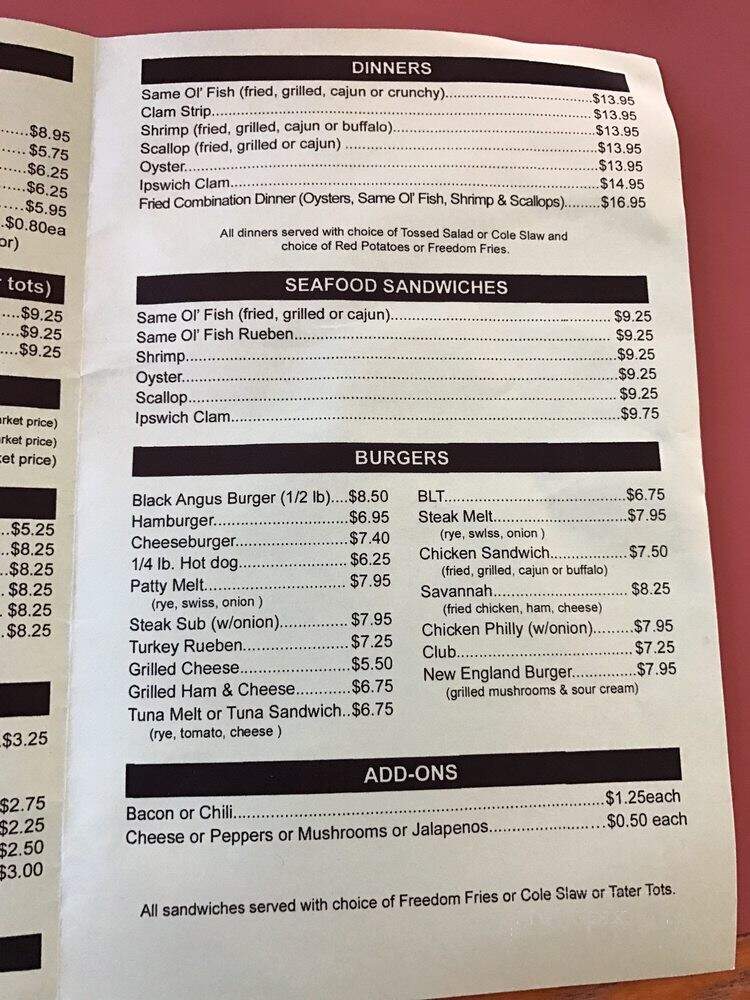 $8.95
$5.75
$6.25
$6.25
$5.95
$0.80ea
or)
tots)
$9.25
$9.25
$9.25
price)
price)
price)
$5.25
$8.25
$8.25
$8.25
$8.25
$8.25
$3.25
$2.75
$2.25
$2.50
$3.00
DINNERS
Same Ol' Fish (fried, grilled, cajun or crunchy)...$13.95
Clam Strip...$13.95
Shrimp (fried, grilled, cajun or buffalo)...$13.95
Scallop (fried, grilled or cajun) ...$13.95
Oyster...$13.95
Ipswich Clam...$14.95
Fried Combination Dinner (Oysters, Same Ol' Fish, Shrimp & Scallops)...$16.95
All dinners served with choice of Tossed Salad or Cole Slaw and
choice of Red Potatoes or Freedom Fries.
SEAFOOD SANDWICHES
Same Ol' Fish (fried, grilled or cajun)...$9.25
Same Ol' Fish Rueben...$9.25
Shrimp...$9.25
Oyster...$9.25
Scallop...$9.25
Ipswich Clam...$9.75
BURGERS
Black Angus Burger (1/2 lb)....$8.50
Hamburger...$6.95
Cheeseburger...$7.40
1/4 lb. Hot dog...$6.25
Patty Melt...$7.95
(rye, swiss, onion )
Steak Sub (w/onion)...$7.95
Turkey Rueben...$7.25
Grilled Cheese...$5.50
Grilled Ham & Cheese...$6.75
Tuna Melt or Tuna Sandwich..$6.75
(rye, tomato, cheese )
BLT...$6.75
Steak Melt...$7.95
(rye, swiss, onion )
Chicken Sandwich...$7.50
(fried, grilled, cajun or buffalo)
Savannah...$8.25
(fried chicken, ham, cheese)
Chicken Philly (w/onion)...$7.95
Club...$7.25
New England Burger...$7.95
(grilled mushrooms & sour cream)
ADD-ONS
Bacon or Chili...$1.25each
Cheese or Peppers or Mushrooms or Jalapenos...$0.50 each
All sandwiches served with choice of Freedom Fries or Cole Slaw or Tater Tots.